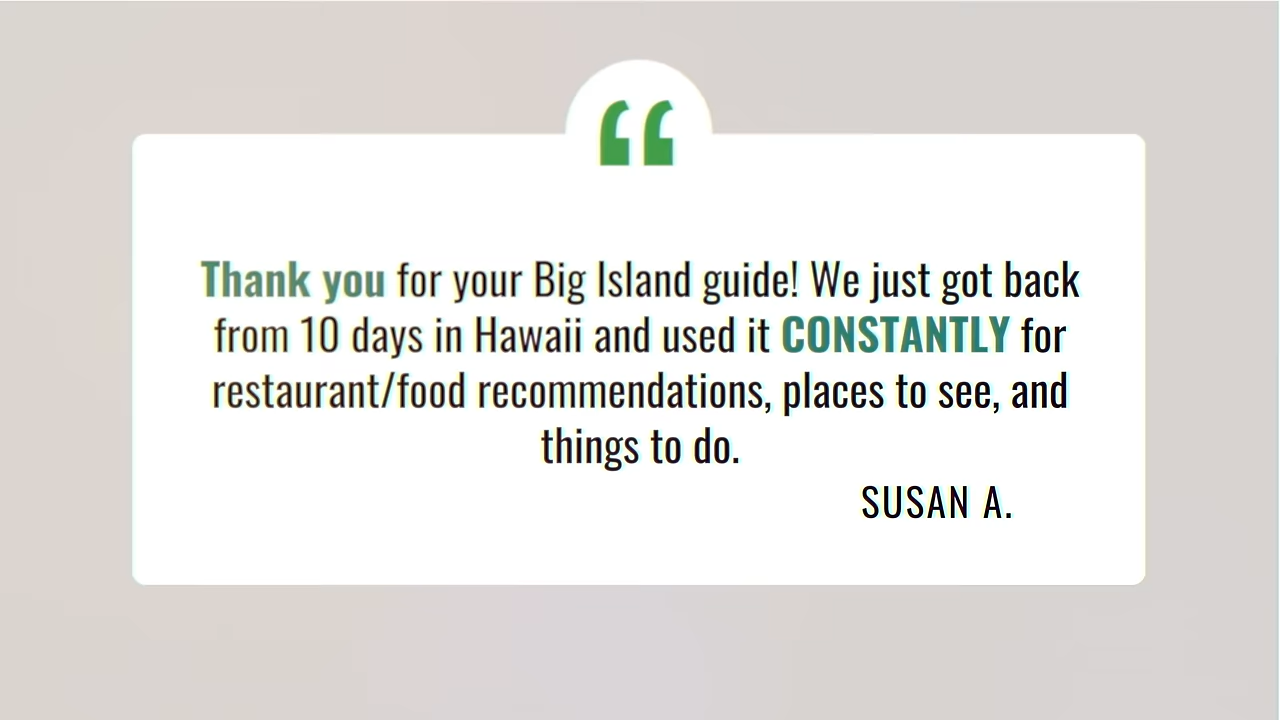 “
Thank you for your Big Island guide! We just got back
from 10 days in Hawaii and used it CONSTANTLY for
restaurant/food recommendations, places to see, and
things to do.
SUSAN A.